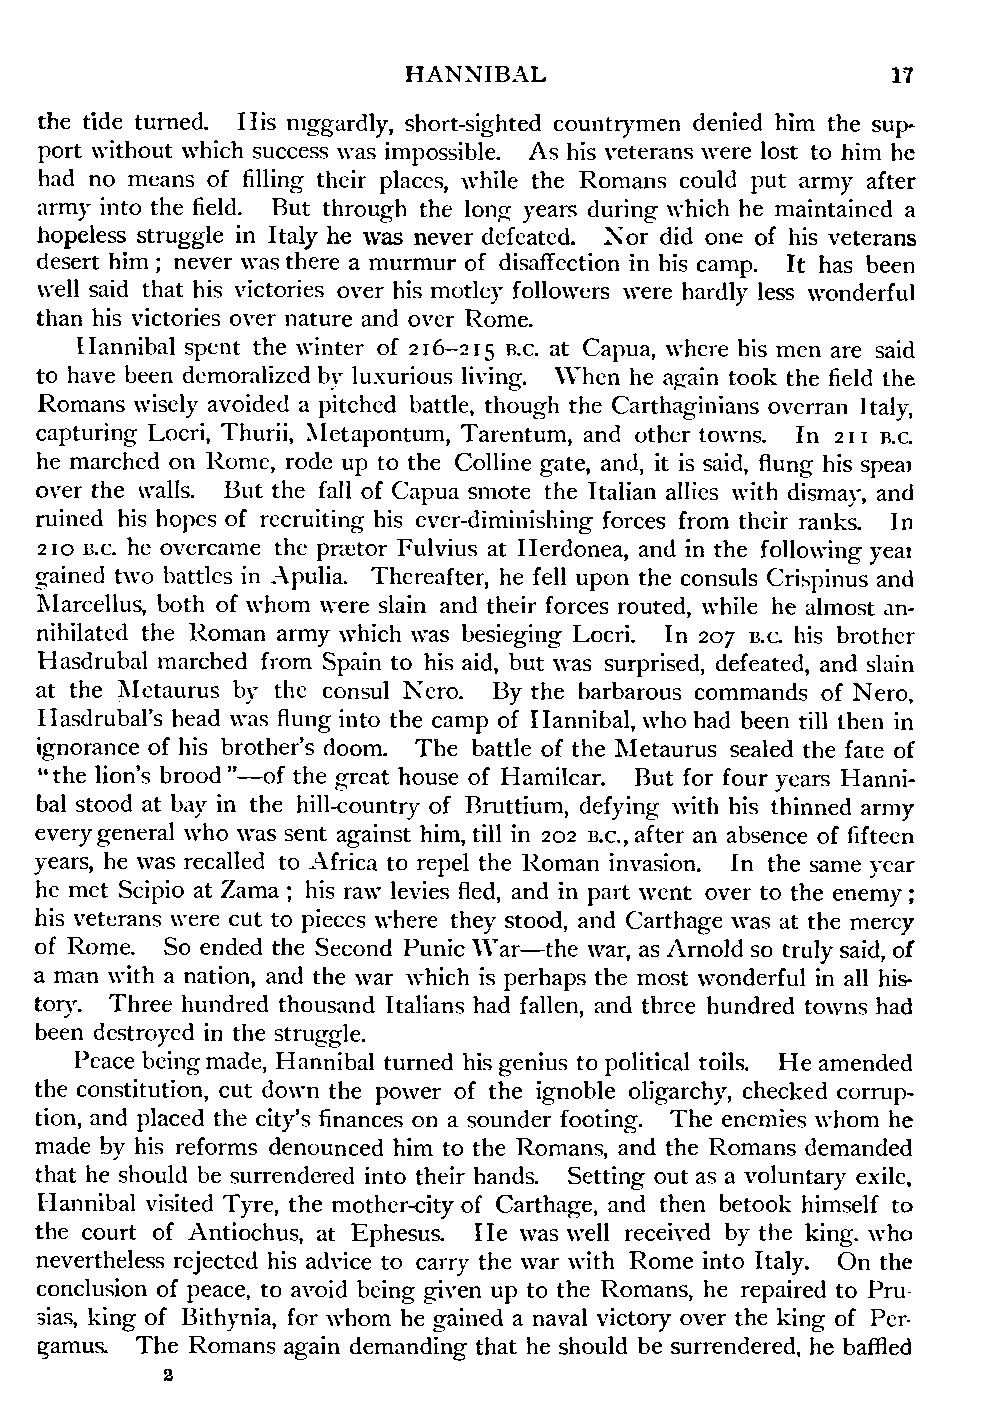 HANNIBAL 17
the tide turned. His niggardly, short-sighted countrymen denied him the sup-
port without which success was impossible. As his veterans were lost to him he
had no means of filling their places, while the Romans could put army after
army into the field. But through the long years during which he maintained a
hopeless struggle in Italy he was never defeated. Nor did one of his veterans
desert him; never was there a murmur of disaffection in his camp. It has been
well said that his victories over his motley followers were hardly less wonderful
than his victories over nature and over Rome.
Hannibal spent the winter of 216–215 B.C. at Capua, where his men are said
to have been demoralized by luxurious living. When he again took the field the
Romans wisely avoided a pitched battle, though the Carthaginians overran Italy,
capturing Locri, Thurii, Metapontum, Tarentum, and other towns. In 211 B.C.
he marched on Rome, rode up to the Colline gate, and, it is said, flung his spear
over the walls. But the fall of Capua smote the Italian allies with dismay, and
ruined his hopes of recruiting his ever-diminishing forces from their ranks. In
210 B.C. he overcame the prætor Fulvius at Herdonea, and in the following year
gained two battles in Apulia. Thereafter, he fell upon the consuls Crispinus and
Marcellus, both of whom were slain and their forces routed, while he almost an-
nihilated the Roman army which was besieging Locri. In 207 B.C. his brother
Hasdrubal marched from Spain to his aid, but was surprised, defeated, and slain
at the Metaurus by the consul Nero. By the barbarous commands of Nero,
Hasdrubal's head was flung into the camp of Hannibal, who had been till then in
ignorance of his brother's doom. The battle of the Metaurus sealed the fate of
"the lion's brood"—of the great house of Hamilcar. But for four years Hanni-
bal stood at bay in the hill-country of Bruttium, defying with his thinned army
every general who was sent against him, till in 202 B.C., after an absence of fifteen
years, he was recalled to Africa to repel the Roman invasion. In the same year
he met Scipio at Zama; his raw levies fled, and in part went over to the enemy;
his veterans were cut to pieces where they stood, and Carthage was at the mercy
of Rome. So ended the Second Punic War—the war, as Arnold so truly said, of
a man with a nation, and the war which is perhaps the most wonderful in all his-
tory. Three hundred thousand Italians had fallen, and three hundred towns had
been destroyed in the struggle.
Peace being made, Hannibal turned his genius to political toils. He amended
the constitution, cut down the power of the ignoble oligarchy, checked corrup-
tion, and placed the city's finances on a sounder footing. The enemies whom he
made by his reforms denounced him to the Romans, and the Romans demanded
that he should be surrendered into their hands. Setting out as a voluntary exile,
Hannibal visited Tyre, the mother-city of Carthage, and then betook himself to
the court of Antiochus, at Ephesus. He was well received by the king, who
nevertheless rejected his advice to carry the war with Rome into Italy. On the
conclusion of peace, to avoid being given up to the Romans, he repaired to Pru-
sias, king of Bithynia, for whom he gained a naval victory over the king of Per-
gamus. The Romans again demanding that he should be surrendered, he baffled
2